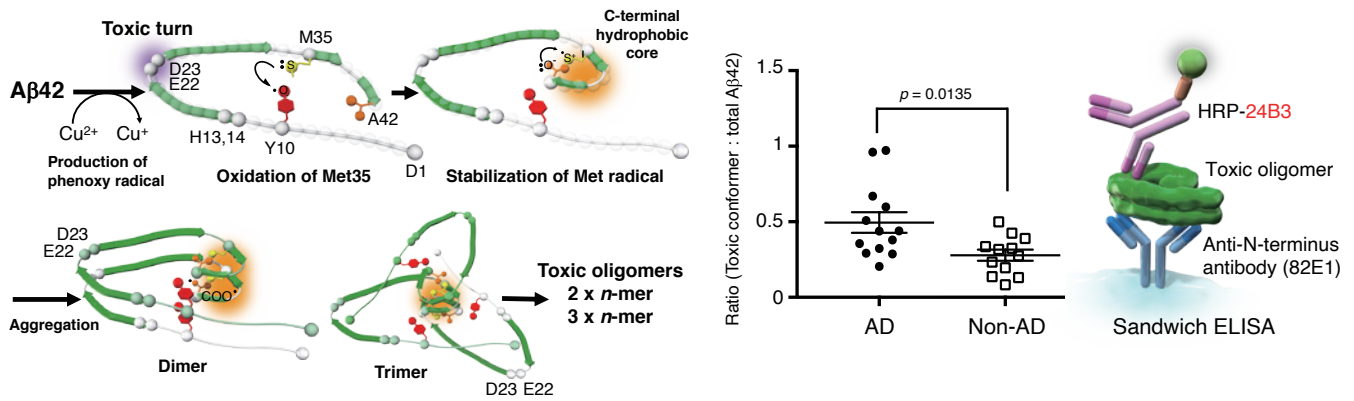 Toxic turn
M35
C-terminal
hydrophobic
core
D23
E22
Aβ42
S
S
O
O-
A42
Cu2+
Cu+
H13,14
Y10
D1
Production of
phenoxy radical
Oxidation of Met35
Stabilization of Met radical
D23
E22
COO•
Aggregation
Dimer
Trimer
D23 E22
Toxic oligomers
2 x n-mer
3 x n-mer
Ratio (Toxic conformer : total Aβ42)
1.5
1
0.5
0
p = 0.0135
AD
Non-AD
HRP-24B3
Toxic oligomer
Anti-N-terminus
antibody (82E1)
Sandwich ELISA